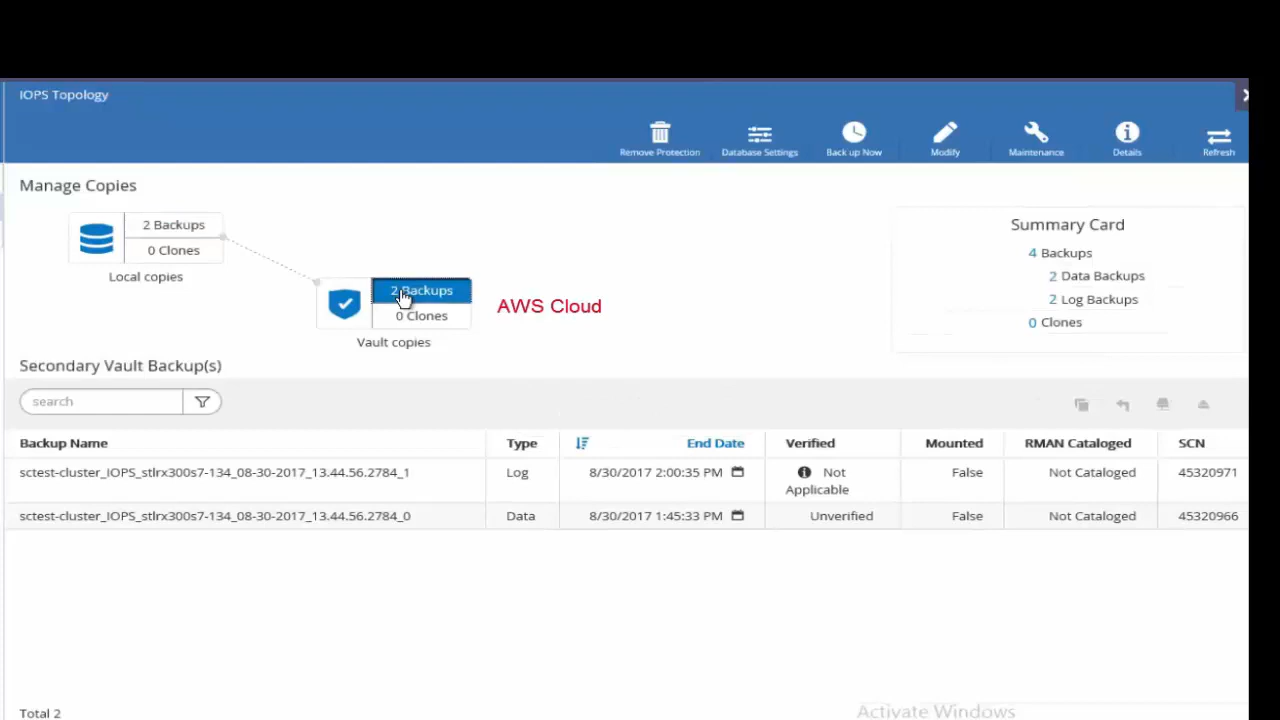 IOPS Topology
Remove Protection
Database Settings
Back up Now
Modify
Maintenance
Details
Refresh
Manage Copies
2 Backups
0 Clones
Local copies
2 Backups
0 Clones
Vault copies
AWS Cloud
Summary Card
4 Backups
2 Data Backups
2 Log Backups
0 Clones
Secondary Vault Backup(s)
search
Backup Name Type End Date Verified Mounted RMAN Cataloged SCN
sctest-cluster_IOPS_stlrx300s7-134_08-30-2017_13.44.56.2784_1 Log 8/30/2017 2:00:35 PM Not Applicable False Not Cataloged 45320971
sctest-cluster_IOPS_stlrx300s7-134_08-30-2017_13.44.56.2784_0 Data 8/30/2017 1:45:33 PM Unverified False Not Cataloged 45320966
Total 2
Activate Windows